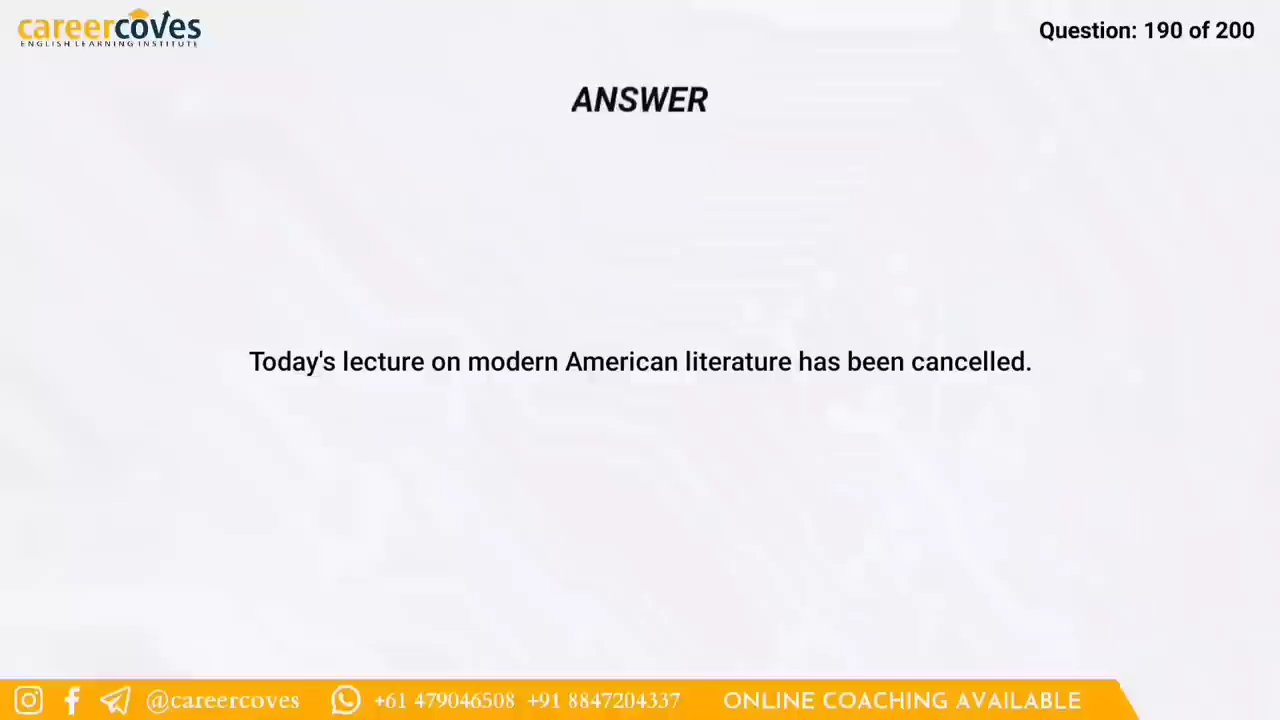 careercoves
ENGLISH LEARNING INSTITUTE
Question: 190 of 200
ANSWER
Today's lecture on modern American literature has been cancelled.
@careercoves +61 479046508 +91 8847204337 ONLINE COACHING AVAILABLE